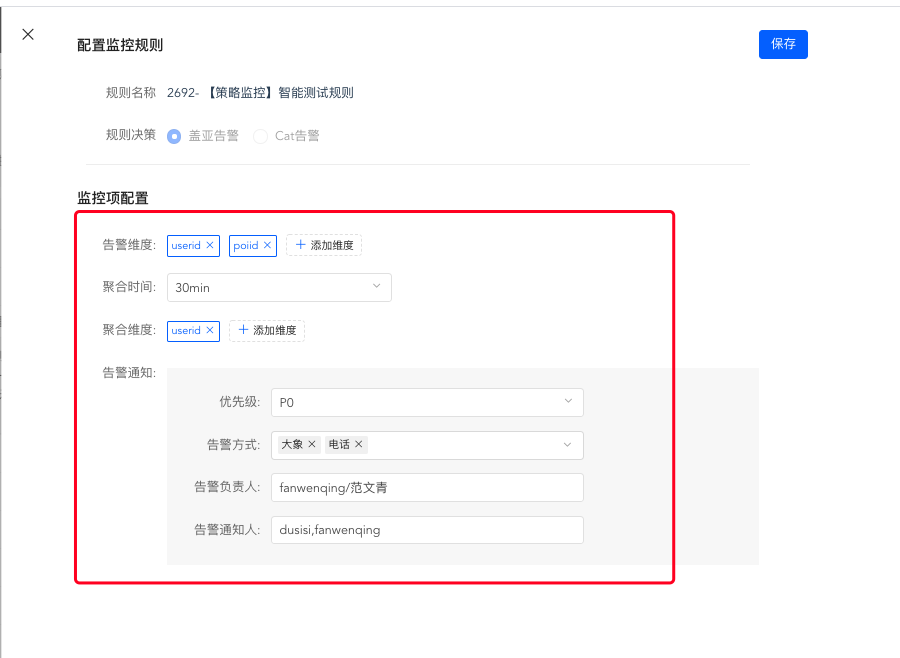 配置监控规则
保存
规则名称 2692- 【策略监控】智能测试规则
规则决策 盖亚告警 Cat告警
监控项配置
告警维度: userid × poiid × + 添加维度
聚合时间: 30min
聚合维度: userid × + 添加维度
告警通知:
优先级: P0
告警方式: 大象 × 电话 ×
告警负责人: fanwenqing/范文青
告警通知人: dusisi,fanwenqing